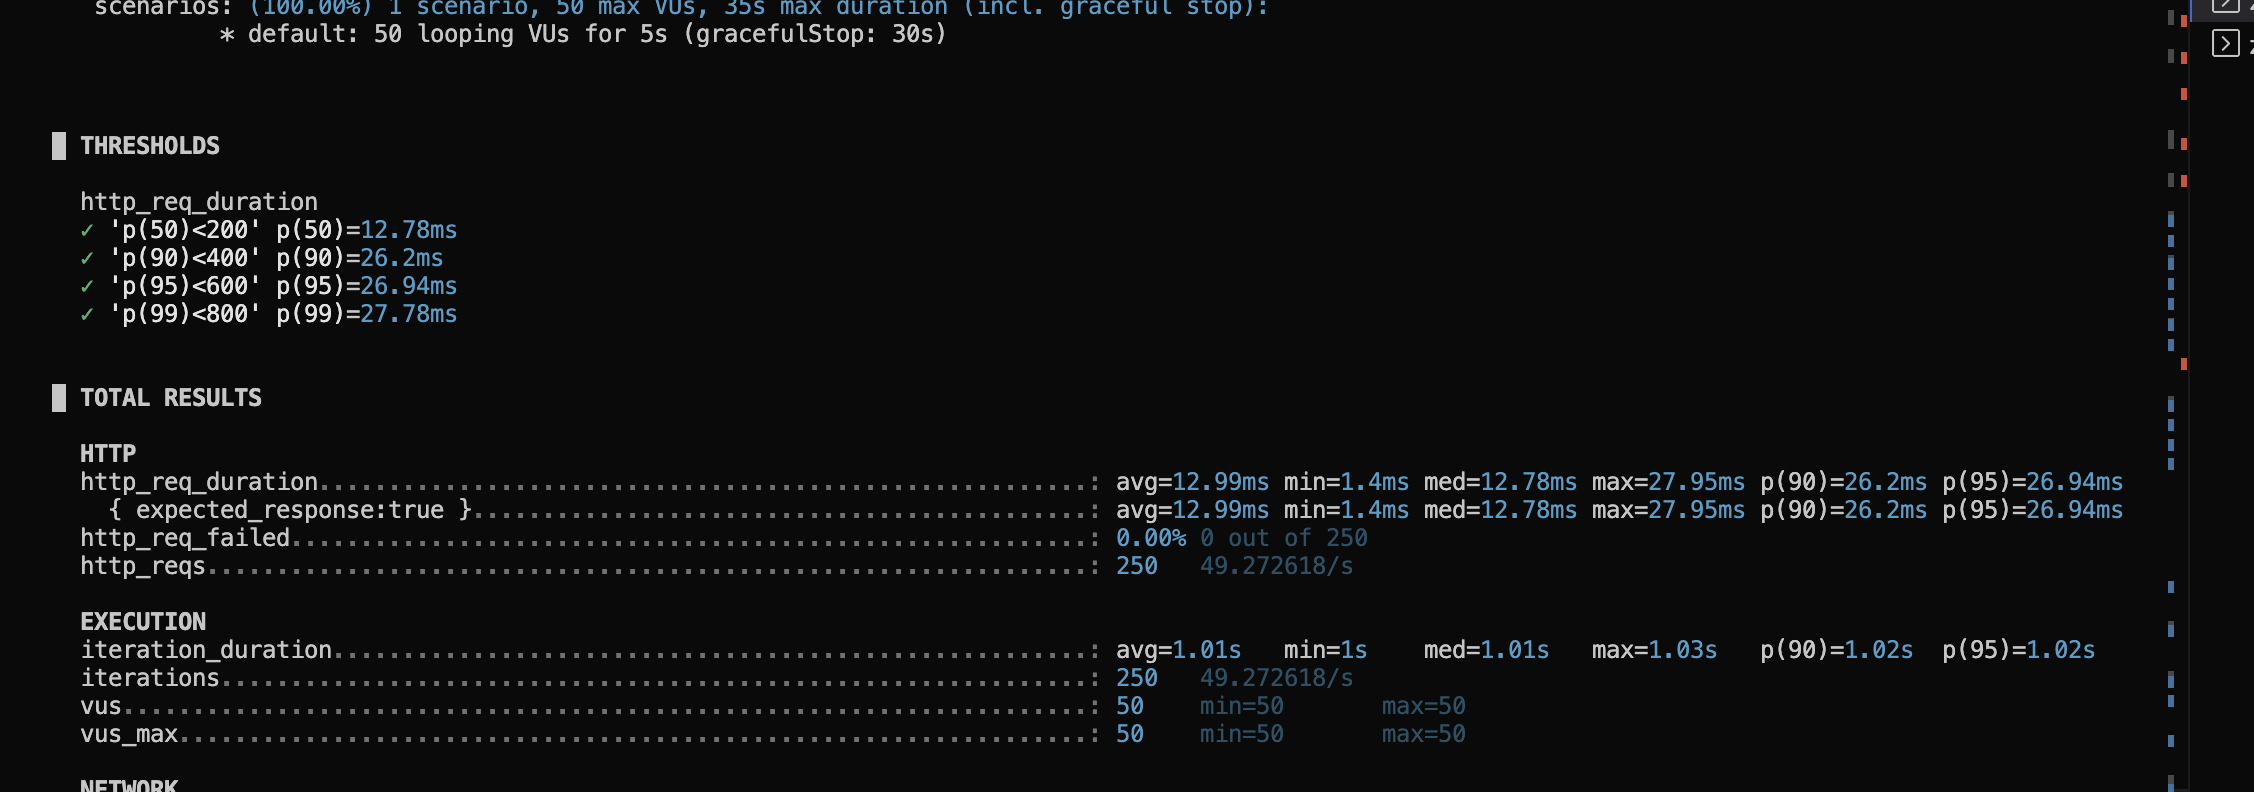 scenarios: (100.00%) 1 scenario, 50 max VUs, 35s max duration (incl. graceful stop):
* default: 50 looping VUs for 5s (gracefulStop: 30s)
THRESHOLDS
http_req_duration
✓ 'p(50)<200' p(50)=12.78ms
✓ 'p(90)<400' p(90)=26.2ms
✓ 'p(95)<600' p(95)=26.94ms
✓ 'p(99)<800' p(99)=27.78ms
TOTAL RESULTS
HTTP
http_req_duration.......................................................: avg=12.99ms min=1.4ms med=12.78ms max=27.95ms p(90)=26.2ms p(95)=26.94ms
{ expected_response:true }............................................: avg=12.99ms min=1.4ms med=12.78ms max=27.95ms p(90)=26.2ms p(95)=26.94ms
http_req_failed.........................................................: 0.00% 0 out of 250
http_reqs...............................................................: 250 49.272618/s
EXECUTION
iteration_duration......................................................: avg=1.01s min=1s med=1.01s max=1.03s p(90)=1.02s p(95)=1.02s
iterations..............................................................: 250 49.272618/s
vus.....................................................................: 50 min=50 max=50
vus_max.................................................................: 50 min=50 max=50
NETWORK